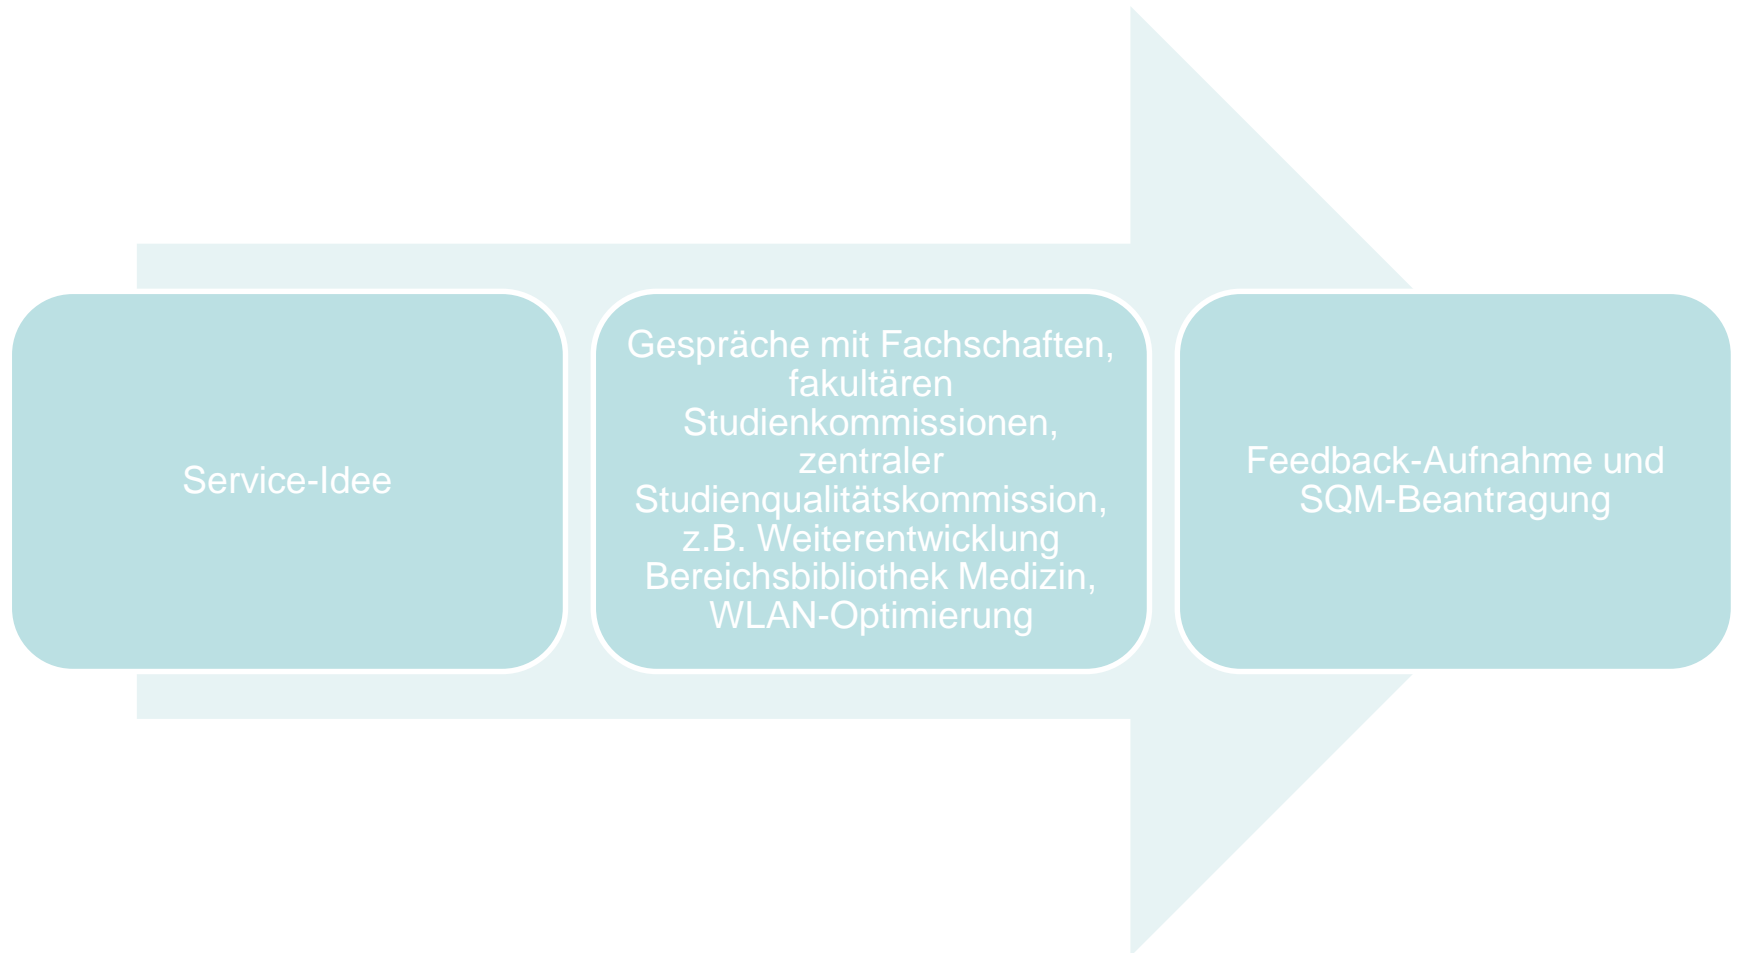 Service-Idee
Gespräche mit Fachschaften,
fakultären
Studienkommissionen,
zentraler
Studienqualitätskommission,
z.B. Weiterentwicklung
Bereichsbibliothek Medizin,
WLAN-Optimierung
Feedback-Aufnahme und
SQM-Beantragung